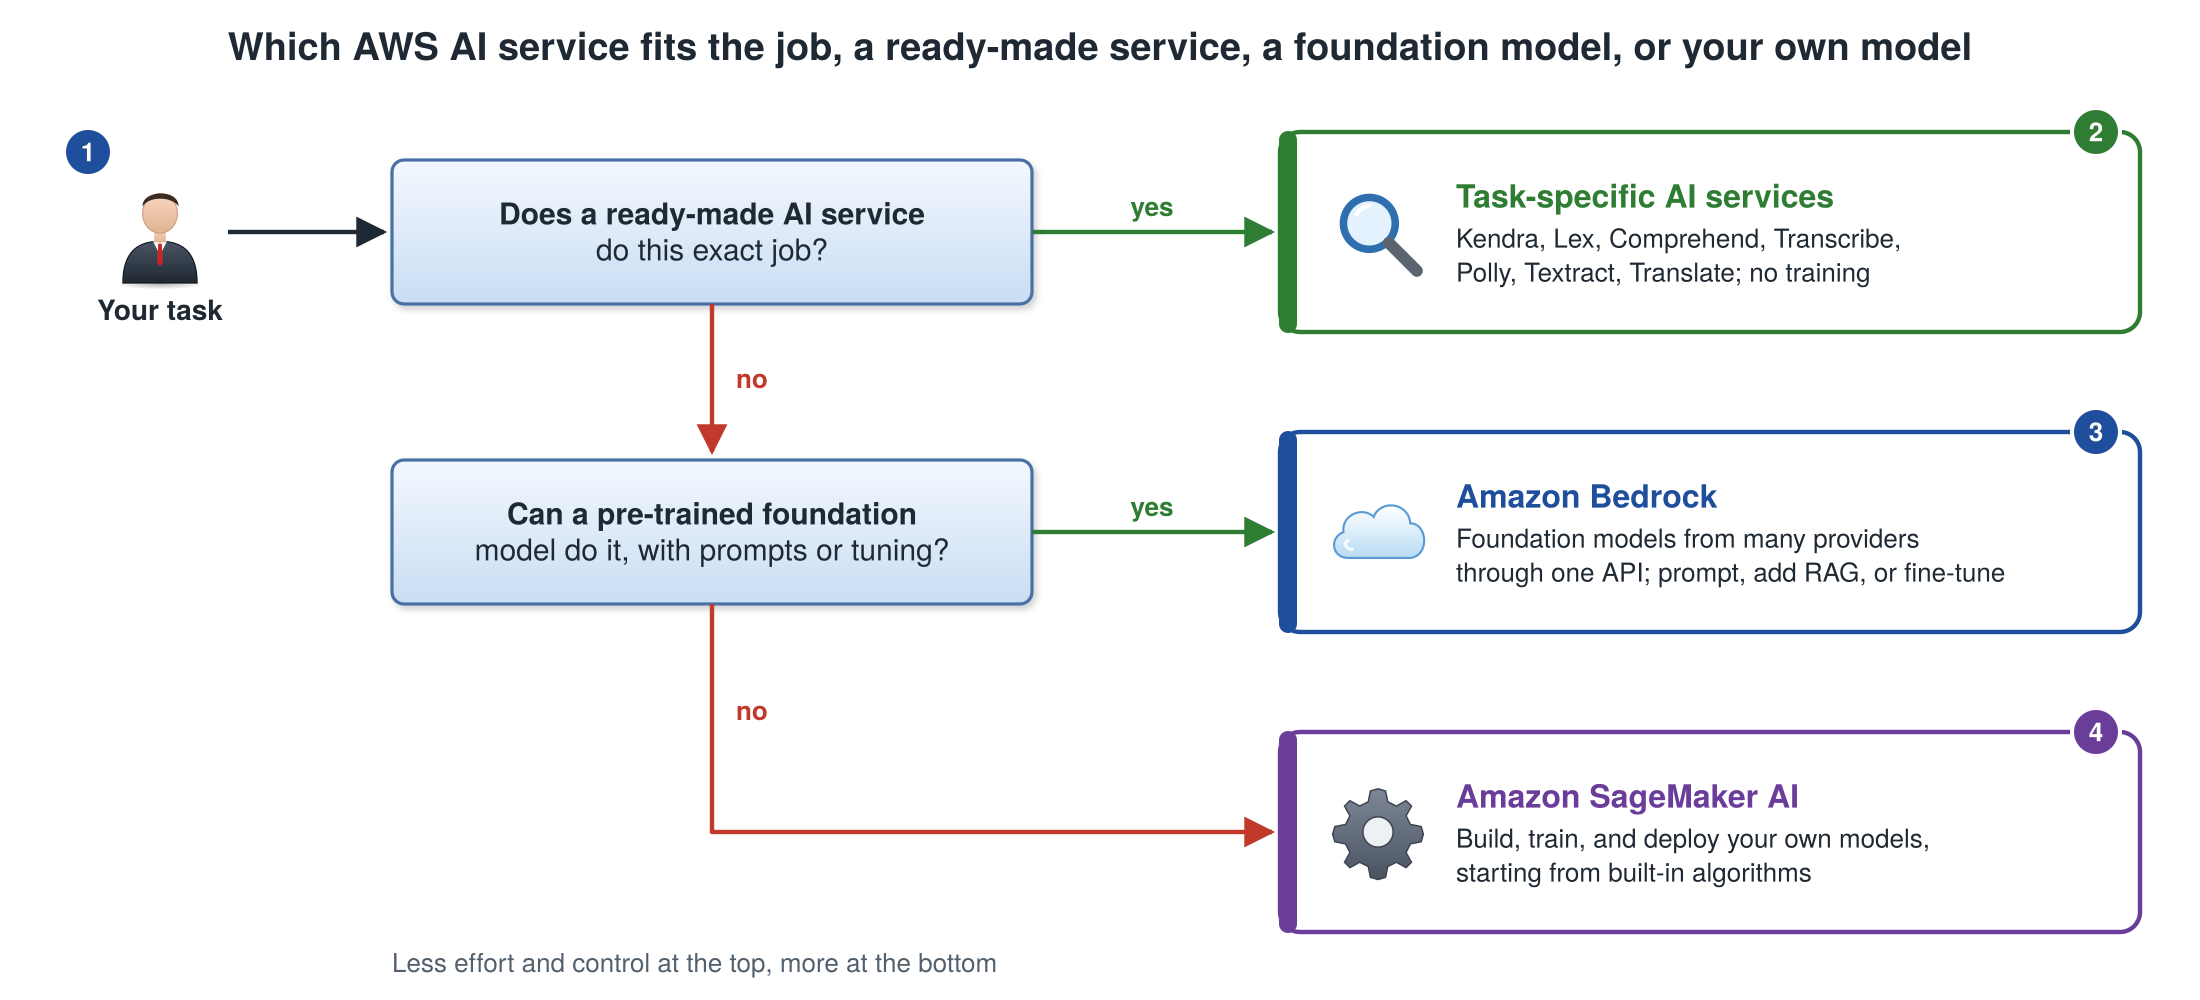 Which AWS AI service fits the job, a ready-made service, a foundation model, or your own model
1
Your task
Does a ready-made AI service
do this exact job?
yes
2
Task-specific AI services
Kendra, Lex, Comprehend, Transcribe,
Polly, Textract, Translate; no training
no
Can a pre-trained foundation
model do it, with prompts or tuning?
yes
3
Amazon Bedrock
Foundation models from many providers
through one API; prompt, add RAG, or fine-tune
no
4
Amazon SageMaker AI
Build, train, and deploy your own models,
starting from built-in algorithms
Less effort and control at the top, more at the bottom